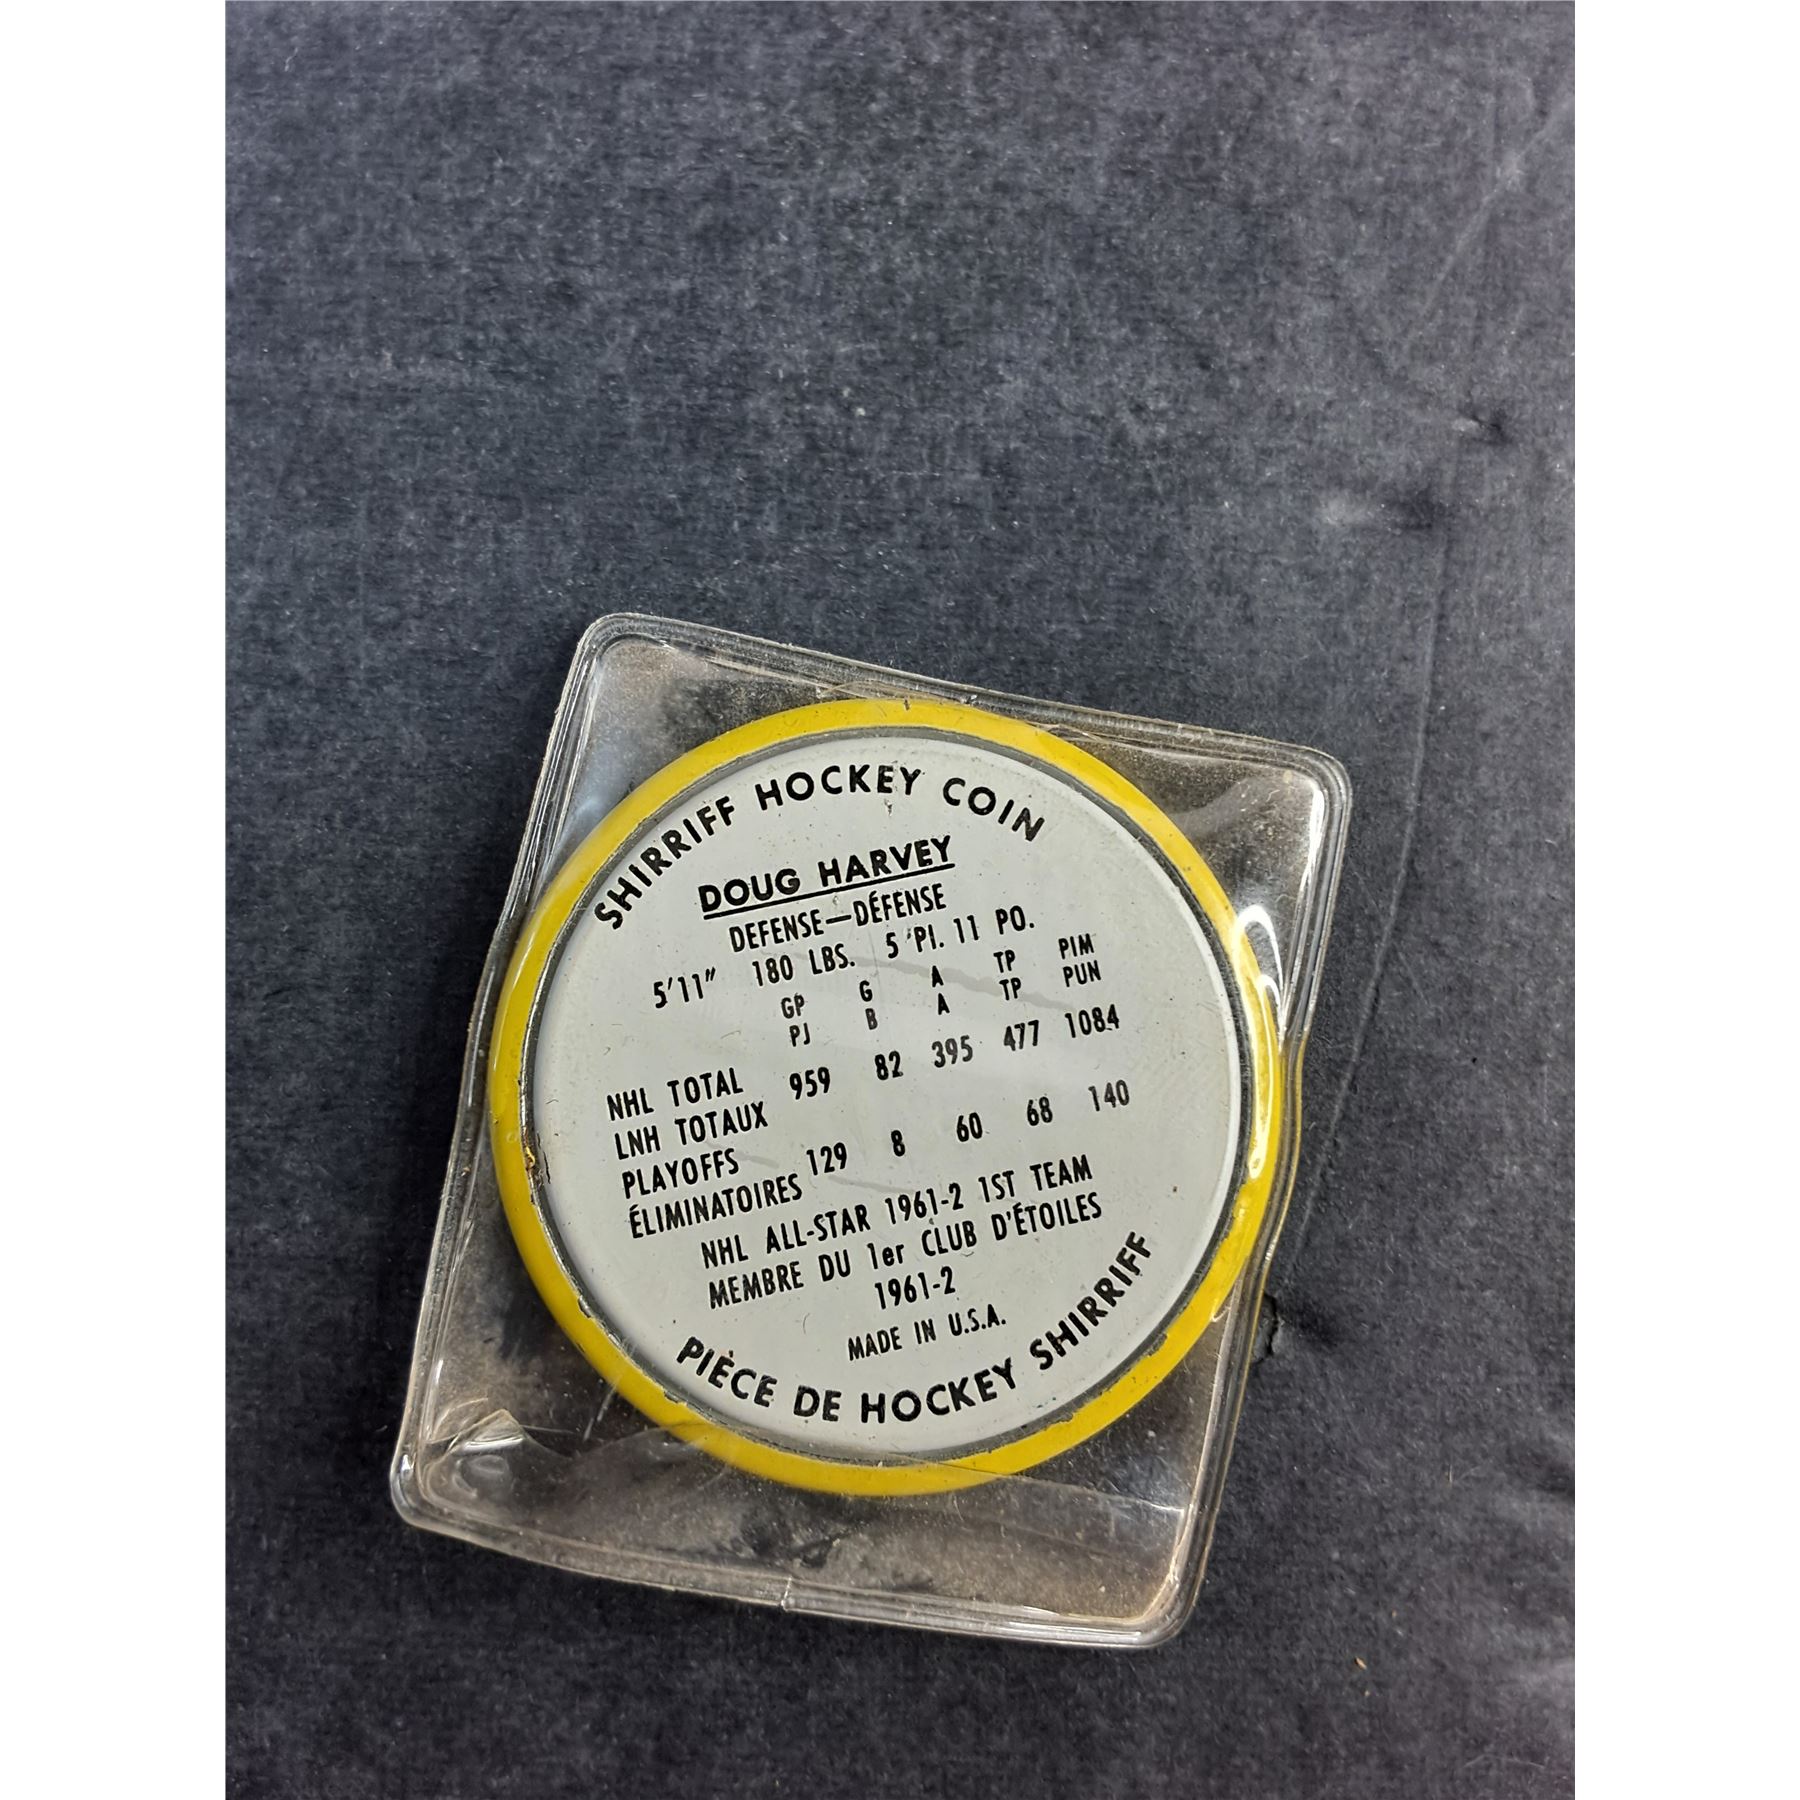 SHIRRIFF HOCKEY COIN
DOUG HARVEY
DEFENSE—DÉFENSE
5'11" 180 LBS. 5 PI. 11 PO.
GP G A TP PIM
PJ B A TP PUN
NHL TOTAL 959 82 395 477 1084
LNH TOTAUX
PLAYOFFS 129 8 60 68 140
ÉLIMINATOIRES
NHL ALL-STAR 1961-2 1ST TEAM
MEMBRE DU 1er CLUB D'ÉTOILES
1961-2
MADE IN U.S.A.
PIÈCE DE HOCKEY SHIRRIFF